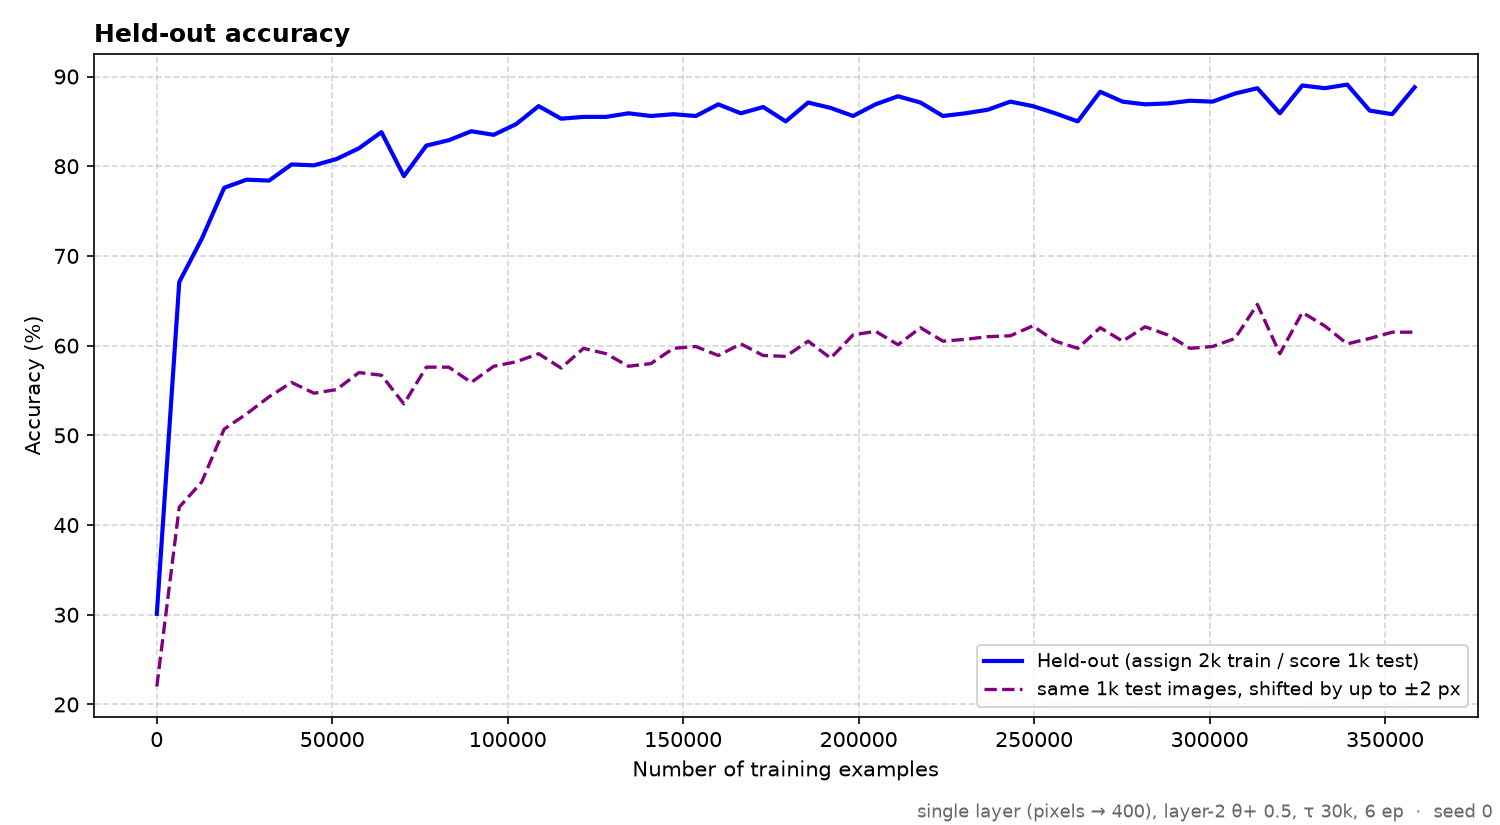 Held-out accuracy
Accuracy (%)
90
80
70
60
50
40
30
20
Held-out (assign 2k train / score 1k test)
same 1k test images, shifted by up to ±2 px
0
50000
100000
150000
200000
250000
300000
350000
Number of training examples
single layer (pixels → 400), layer-2 θ+ 0.5, τ 30k, 6 ep · seed 0